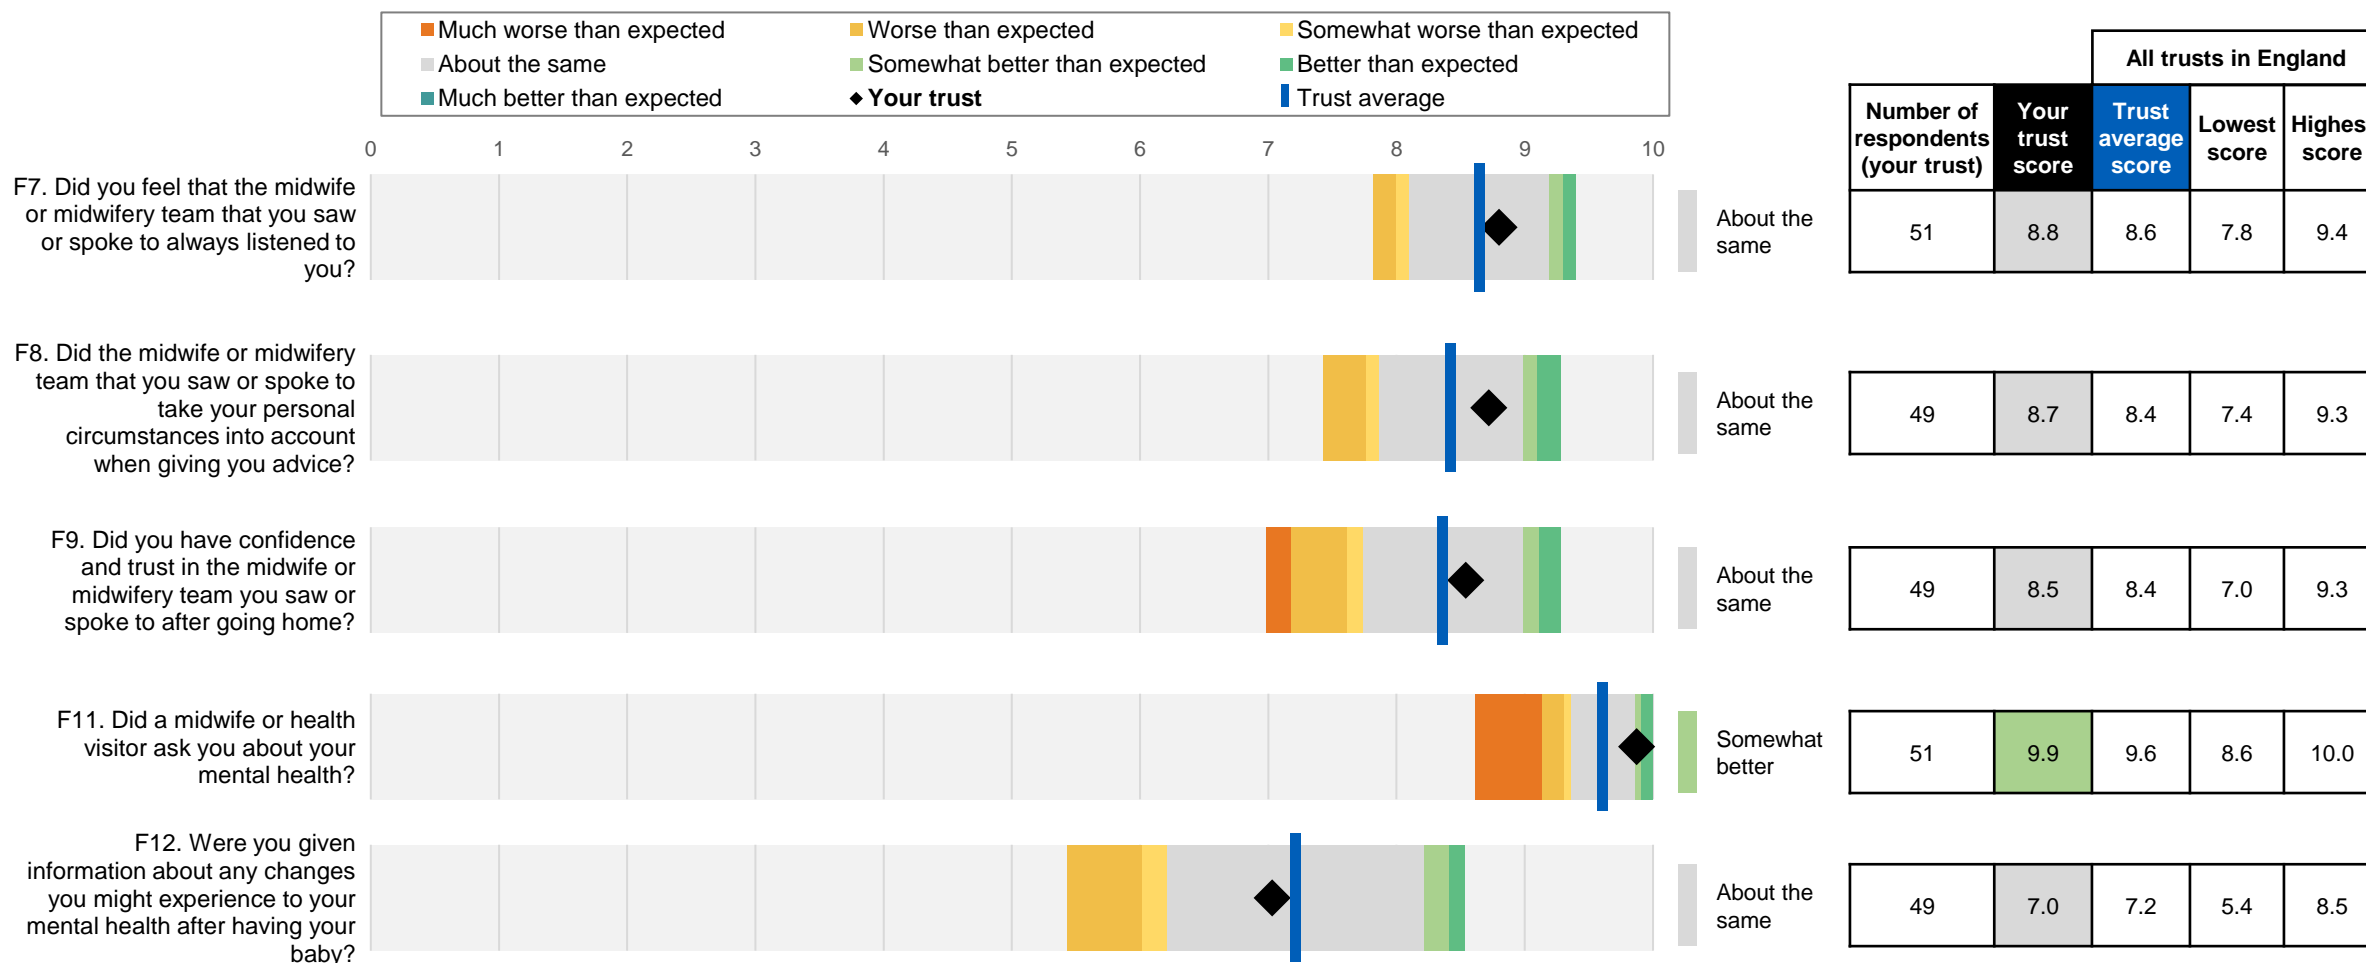 Much worse than expected
Worse than expected
Somewhat worse than expected
About the same
Somewhat better than expected
Better than expected
Much better than expected
Your trust
Trust average
All trusts in England
Number of
respondents
(your trust)
Your
trust
score
Trust
average
score
Lowest
score
Highes
score
0 1 2 3 4 5 6 7 8 9 10
F7. Did you feel that the midwife
or midwifery team that you saw
or spoke to always listened to
you?
About the
same
51 8.8 8.6 7.8 9.4
F8. Did the midwife or midwifery
team that you saw or spoke to
take your personal
circumstances into account
when giving you advice?
About the
same
49 8.7 8.4 7.4 9.3
F9. Did you have confidence
and trust in the midwife or
midwifery team you saw or
spoke to after going home?
About the
same
49 8.5 8.4 7.0 9.3
F11. Did a midwife or health
visitor ask you about your
mental health?
Somewhat
better
51 9.9 9.6 8.6 10.0
F12. Were you given
information about any changes
you might experience to your
mental health after having your
baby?
About the
same
49 7.0 7.2 5.4 8.5